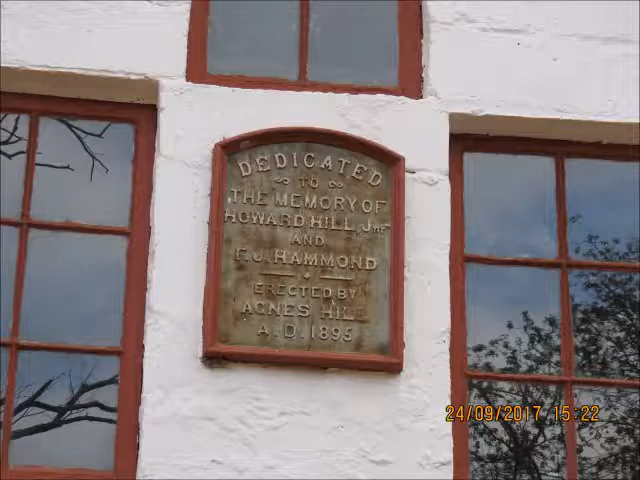 DEDICATED
TO
THE MEMORY OF
HOWARD HILL, Jnr
AND
F.J. HAMMOND
ERECTED BY
AGNES HILL
A.D. 1895
24/09/2017 15:22